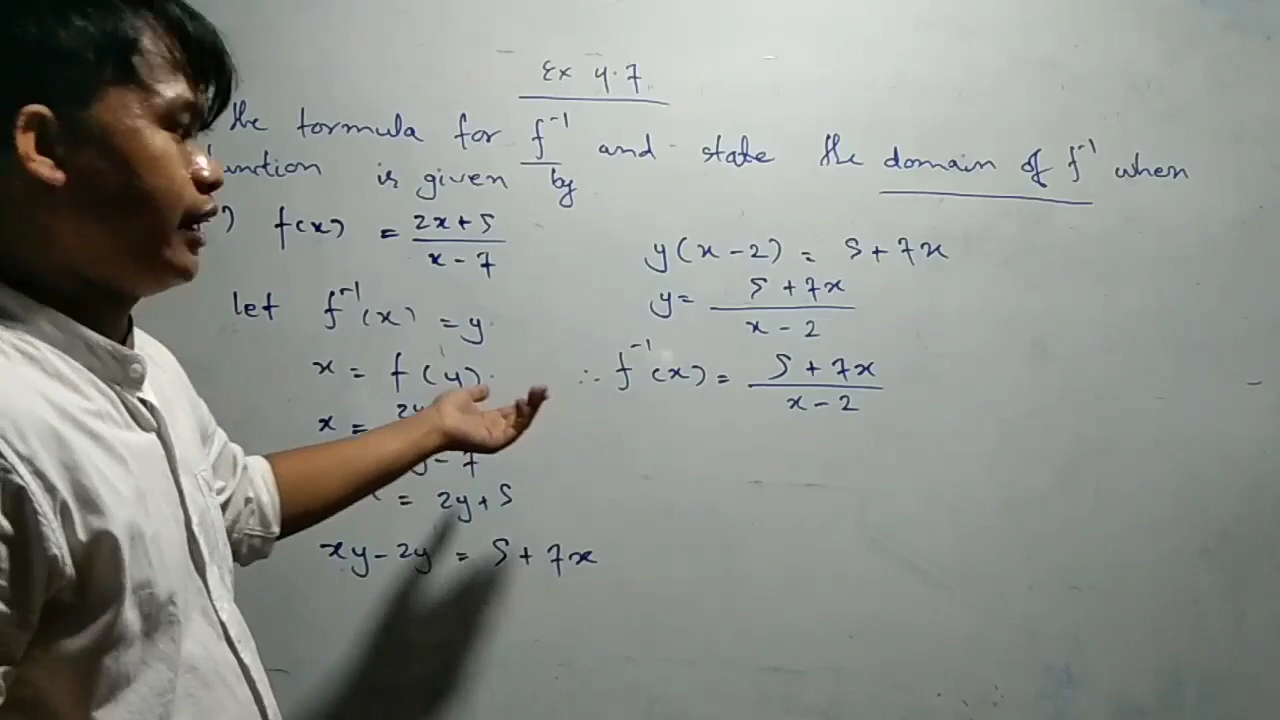 Ex 4.7
the formula for f⁻¹ and state the domain of f⁻¹ when
function is given by
) f(x) = (2x+5)/(x-7)
let f⁻¹(x) = y
x = f(y).
x =
= 2y+5
xy-2y = 5+7x
y(x-2) = 5+7x
y = (5+7x)/(x-2)
∴ f⁻¹(x) = (5+7x)/(x-2)